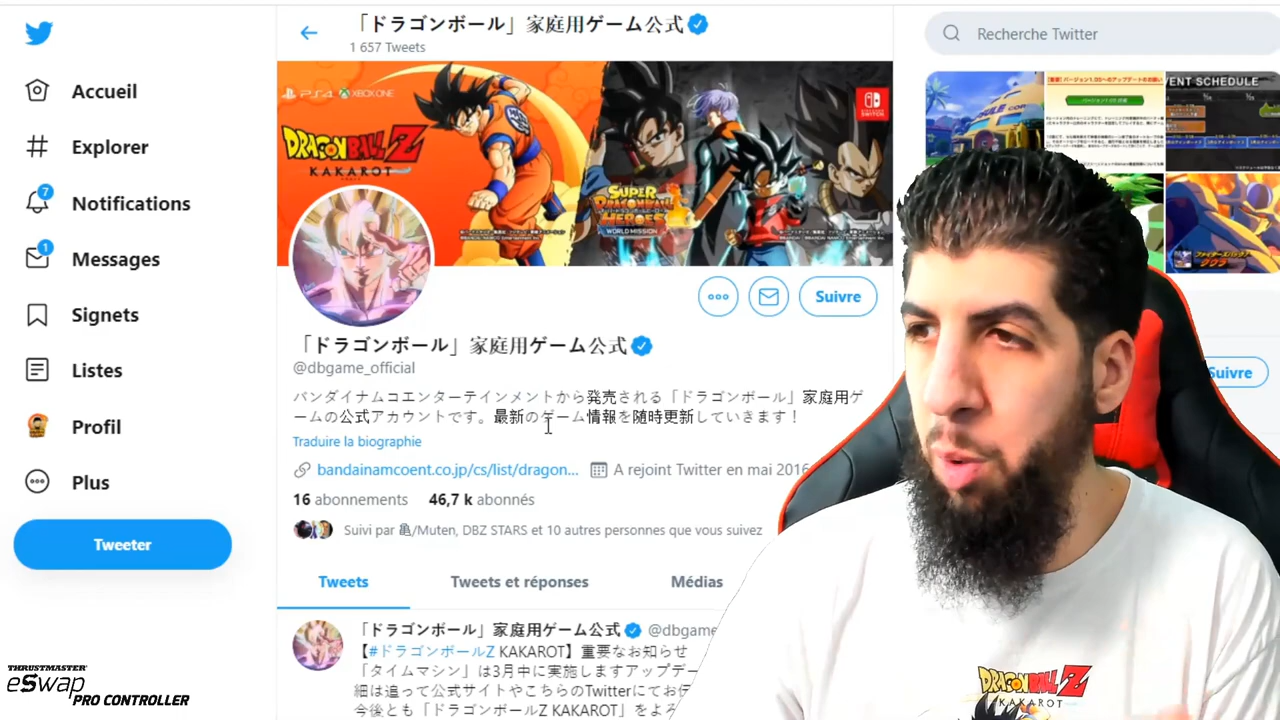 「ドラゴンボール」家庭用ゲーム公式
1 657 Tweets
Recherche Twitter
Accueil
Explorer
7
Notifications
1
Messages
Signets
Listes
Profil
Plus
Tweeter
PS4 XBOX ONE
DRAGON BALL Z
KAKAROT
SUPER
DRAGONBALL
HEROES
WORLD MISSION
NINTENDO
SWITCH
VENT SCHEDULE
Suivre
「ドラゴンボール」家庭用ゲーム公式
@dbgame_official
バンダイナムコエンターテインメントから発売される「ドラゴンボール」家庭用ゲ
ームの公式アカウントです。最新のゲーム情報を随時更新していきます！
Traduire la biographie
bandainamcoent.co.jp/cs/list/dragon...
A rejoint Twitter en mai 2016
16 abonnements 46,7 k abonnés
Suivi par 亀/Muten, DBZ STARS et 10 autres personnes que vous suivez
Suivre
Tweets
Tweets et réponses
Médias
「ドラゴンボール」家庭用ゲーム公式 @dbgame
【#ドラゴンボールZ KAKAROT】重要なお知らせ
「タイムマシン」は3月中に実施しますアップデー
細は追って公式サイトやこちらのTwitterにてお伝
今後とも「ドラゴンボールZ KAKAROT」をよろ
THRUSTMASTER
eSwap
PRO CONTROLLER
DRAGONBALL Z
KAKAROT